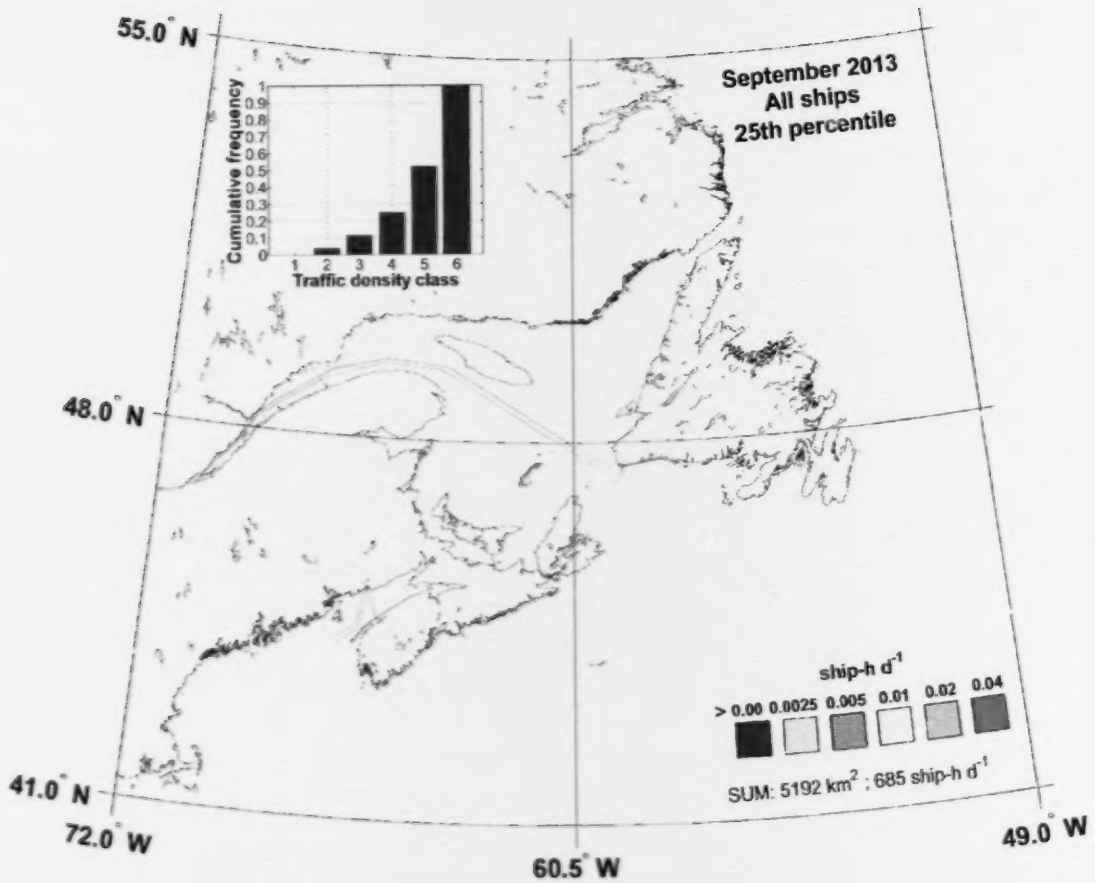 55.0° N
September 2013
All ships
25th percentile
Cumulative frequency
1
0.9
0.8
0.7
0.6
0.5
0.4
0.3
0.2
0.1
0
1 2 3 4 5 6
Traffic density class
48.0° N
ship-h d⁻¹
> 0.00 0.0025 0.005 0.01 0.02 0.04
SUM: 5192 km² ; 685 ship-h d⁻¹
41.0° N
72.0° W
60.5° W
49.0° W